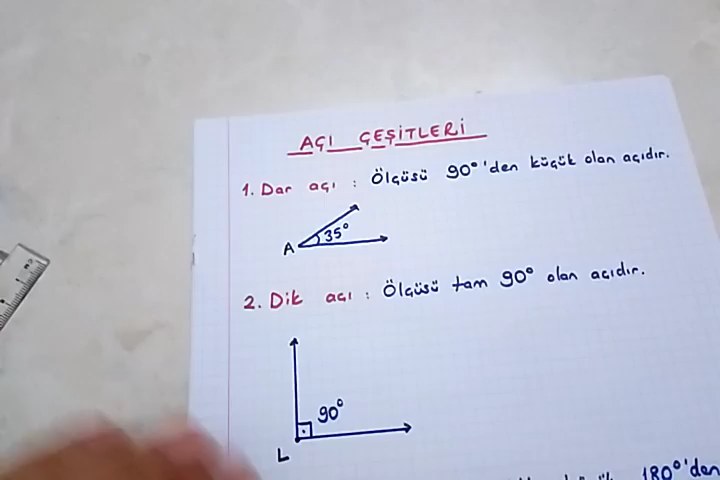 AÇI ÇEŞİTLERİ
1. Dar açı : Ölçüsü 90°'den küçük olan açıdır.
35°
A
2. Dik açı : Ölçüsü tam 90° olan açıdır.
90°
L
180°'den